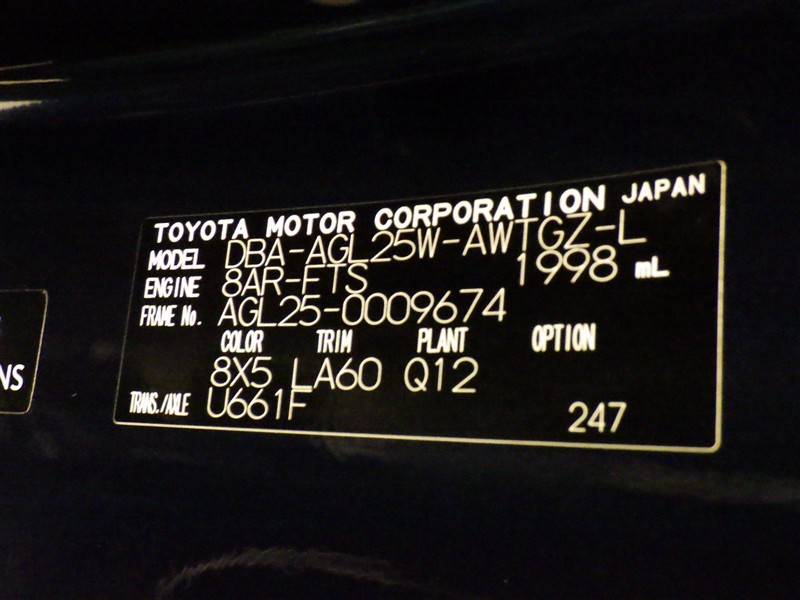 TOYOTA MOTOR CORPORATION JAPAN
MODEL DBA-AGL25W-AWTGZ-L
ENGINE 8AR-FTS 1998 mL
FRAME No. AGL25-0009674
COLOR TRIM PLANT OPTION
8X5 LA60 Q12
TRANS./AXLE U661F 247
NS